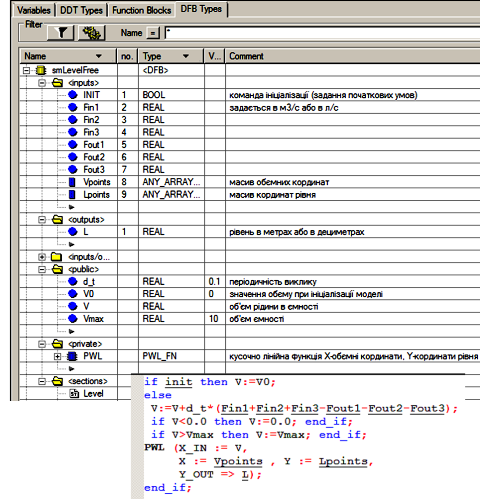 Variables DDT Types Function Blocks DFB Types
Filter
Name = *
Name no. Type V... Comment
smLevelFree <DFB>
<inputs>
INIT 1 BOOL команда ініціалізації (задання початкових умов)
Fin1 2 REAL задається в м3/с або в л/с
Fin2 3 REAL
Fin3 4 REAL
Fout1 5 REAL
Fout2 6 REAL
Fout3 7 REAL
Vpoints 8 ANY_ARRAY... масив обємних координат
Lpoints 9 ANY_ARRAY... масив кординат рівня
<outputs>
L 1 REAL рівень в метрах або в дециметрах
<inputs/o...
<public>
d_t REAL 0.1 періодичність виклику
V0 REAL 0 значення обєму при ініціалізації моделі
V REAL об'єм рідини в ємності
Vmax REAL 10 об'єм ємності
<private>
PWL PWL_FN кусочно лінійна функція X-обємні кординати, Y-кординати рівня
<sections>
Level
if init then V:=V0;
else
V:=V+d_t*(Fin1+Fin2+Fin3-Fout1-Fout2-Fout3);
if V<0.0 then V:=0.0; end_if;
if V>Vmax then V:=Vmax; end_if;
PWL (X_IN := V,
X := Vpoints , Y := Lpoints,
Y_OUT => L);
end_if;